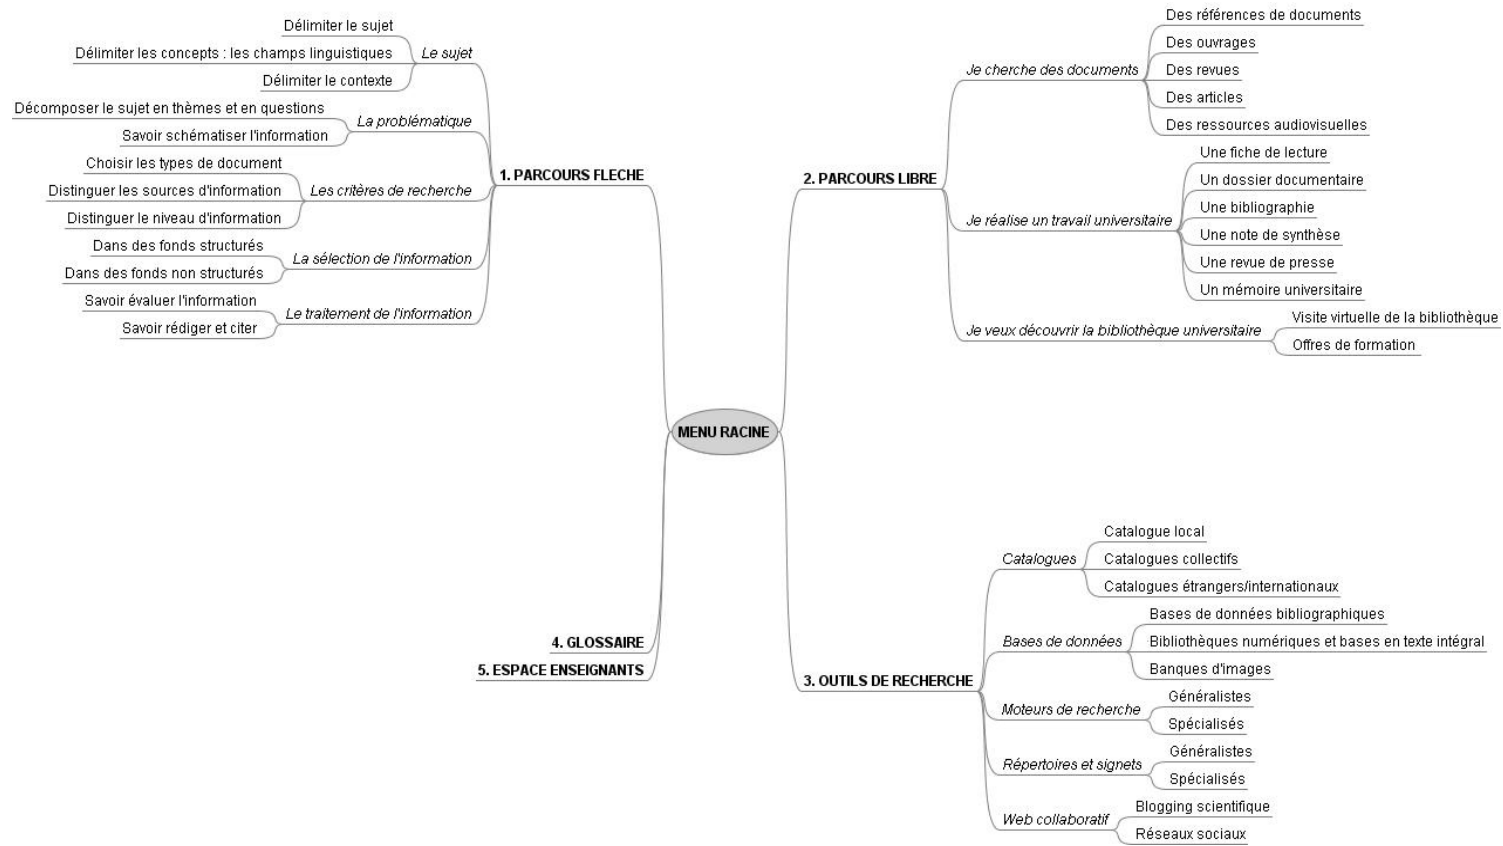 MENU RACINE
1. PARCOURS FLECHE
Le sujet
Délimiter le sujet
Délimiter les concepts : les champs linguistiques
Délimiter le contexte
La problématique
Décomposer le sujet en thèmes et en questions
Savoir schématiser l'information
Les critères de recherche
Choisir les types de document
Distinguer les sources d'information
Distinguer le niveau d'information
La sélection de l'information
Dans des fonds structurés
Dans des fonds non structurés
Le traitement de l'information
Savoir évaluer l'information
Savoir rédiger et citer
2. PARCOURS LIBRE
Je cherche des documents
Des références de documents
Des ouvrages
Des revues
Des articles
Des ressources audiovisuelles
Je réalise un travail universitaire
Une fiche de lecture
Un dossier documentaire
Une bibliographie
Une note de synthèse
Une revue de presse
Un mémoire universitaire
Je veux découvrir la bibliothèque universitaire
Visite virtuelle de la bibliothèque
Offres de formation
3. OUTILS DE RECHERCHE
Catalogues
Catalogue local
Catalogues collectifs
Catalogues étrangers/internationaux
Bases de données
Bases de données bibliographiques
Bibliothèques numériques et bases en texte intégral
Banques d'images
Moteurs de recherche
Généralistes
Spécialisés
Répertoires et signets
Généralistes
Spécialisés
Web collaboratif
Blogging scientifique
Réseaux sociaux
4. GLOSSAIRE
5. ESPACE ENSEIGNANTS